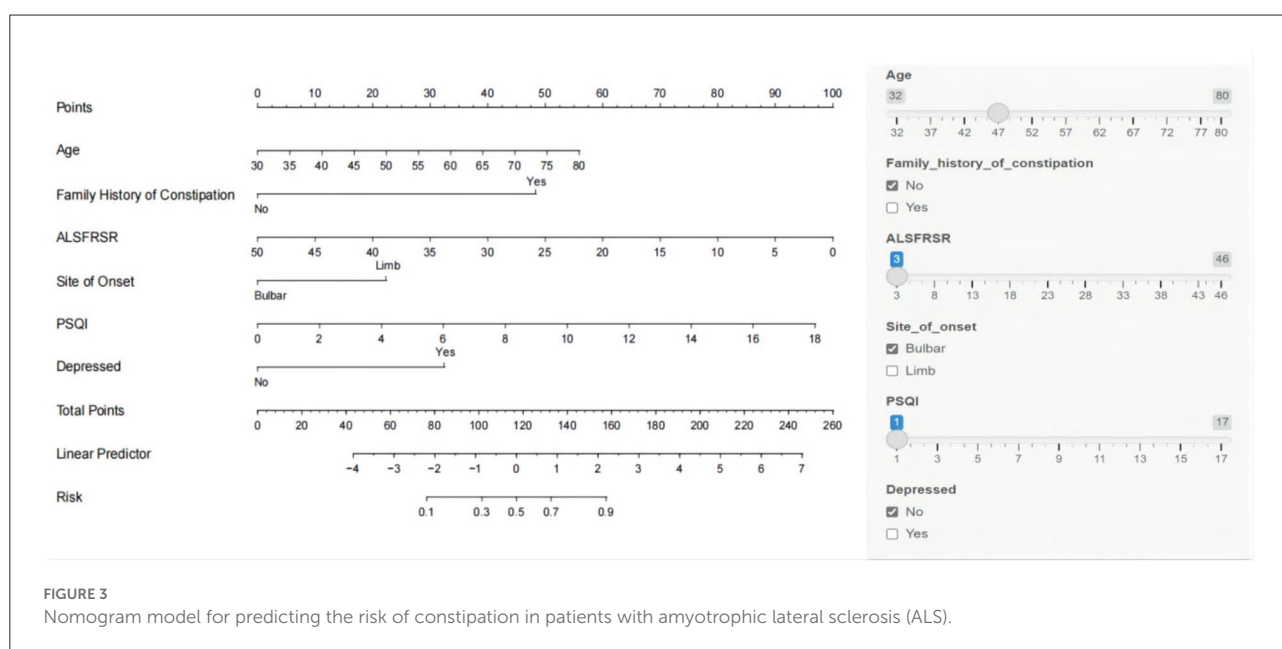 Points
0 10 20 30 40 50 60 70 80 90 100
Age
30 35 40 45 50 55 60 65 70 75 80
Family History of Constipation
Yes
No
ALSFRSR
50 45 40 35 30 25 20 15 10 5 0
Site of Onset
Limb
Bulbar
PSQI
0 2 4 6 8 10 12 14 16 18
Depressed
Yes
No
Total Points
0 20 40 60 80 100 120 140 160 180 200 220 240 260
Linear Predictor
−4 −3 −2 −1 0 1 2 3 4 5 6 7
Risk
0.1 0.3 0.5 0.7 0.9
Age
32 80
32 37 42 47 52 57 62 67 72 77 80
Family_history_of_constipation
No
Yes
ALSFRSR
3 46
3 8 13 18 23 28 33 38 43 46
Site_of_onset
Bulbar
Limb
PSQI
1 17
1 3 5 7 9 11 13 15 17
Depressed
No
Yes
FIGURE 3
Nomogram model for predicting the risk of constipation in patients with amyotrophic lateral sclerosis (ALS).